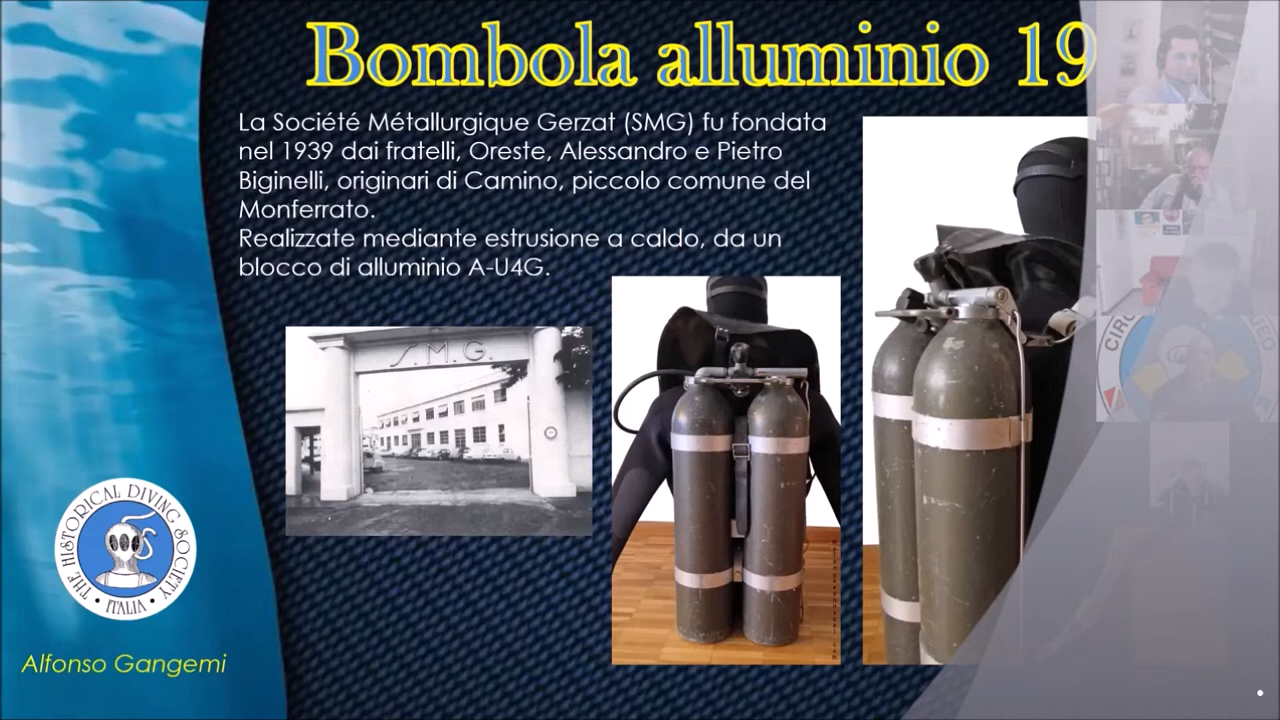 Bombola alluminio 19
La Société Métallurgique Gerzat (SMG) fu fondata
nel 1939 dai fratelli, Oreste, Alessandro e Pietro
Biginelli, originari di Camino, piccolo comune del
Monferrato.
Realizzate mediante estrusione a caldo, da un
blocco di alluminio A-U4G.
S.M.G.
THE HISTORICAL DIVING SOCIETY
• ITALIA •
Alfonso Gangemi